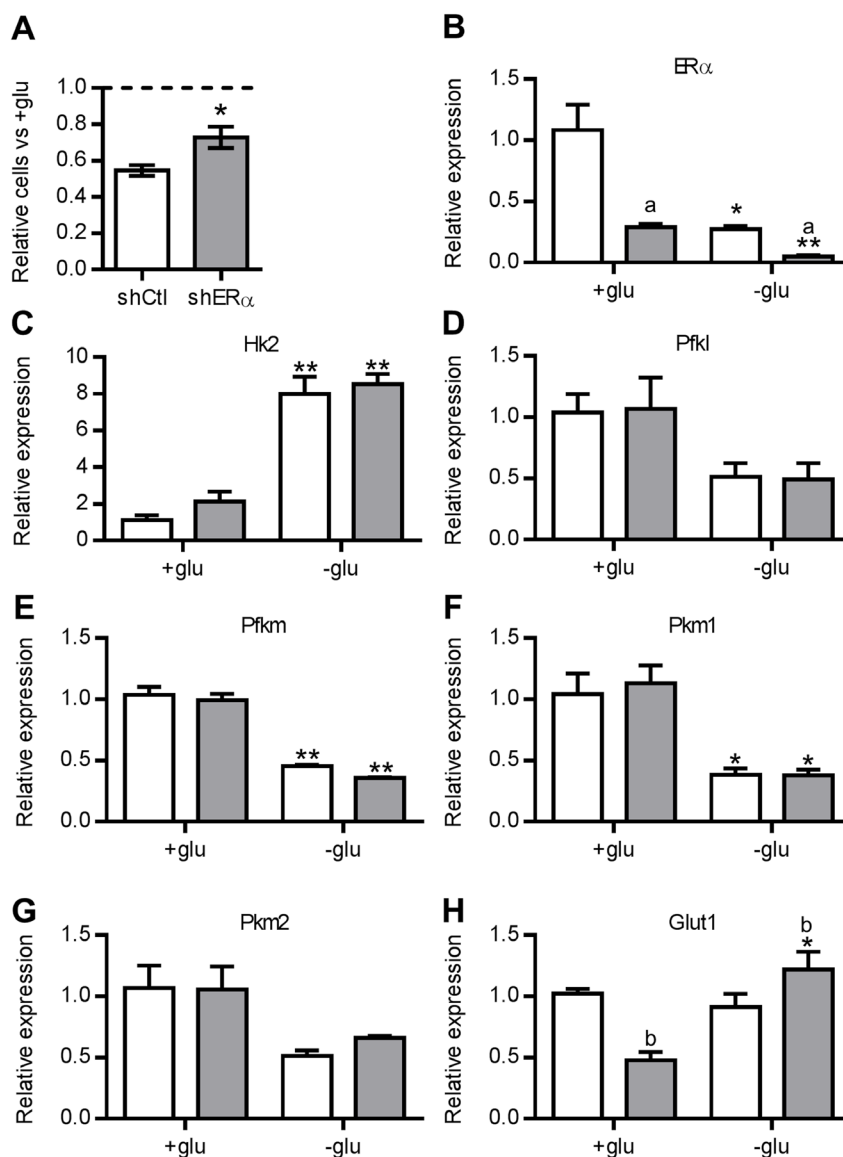 A
Relative cells vs +glu
1.0
0.8
0.6
0.4
0.2
0.0
*
shCtl shERα
B
ERα
Relative expression
1.5
1.0
0.5
0.0
a
*
a
**
+glu -glu
C
Hk2
Relative expression
10
8
6
4
2
0
** **
+glu -glu
D
Pfkl
Relative expression
1.5
1.0
0.5
0.0
+glu -glu
E
Pfkm
Relative expression
1.5
1.0
0.5
0.0
** **
+glu -glu
F
Pkm1
Relative expression
1.5
1.0
0.5
0.0
* *
+glu -glu
G
Pkm2
Relative expression
1.5
1.0
0.5
0.0
+glu -glu
H
Glut1
Relative expression
1.5
1.0
0.5
0.0
b
b
*
+glu -glu